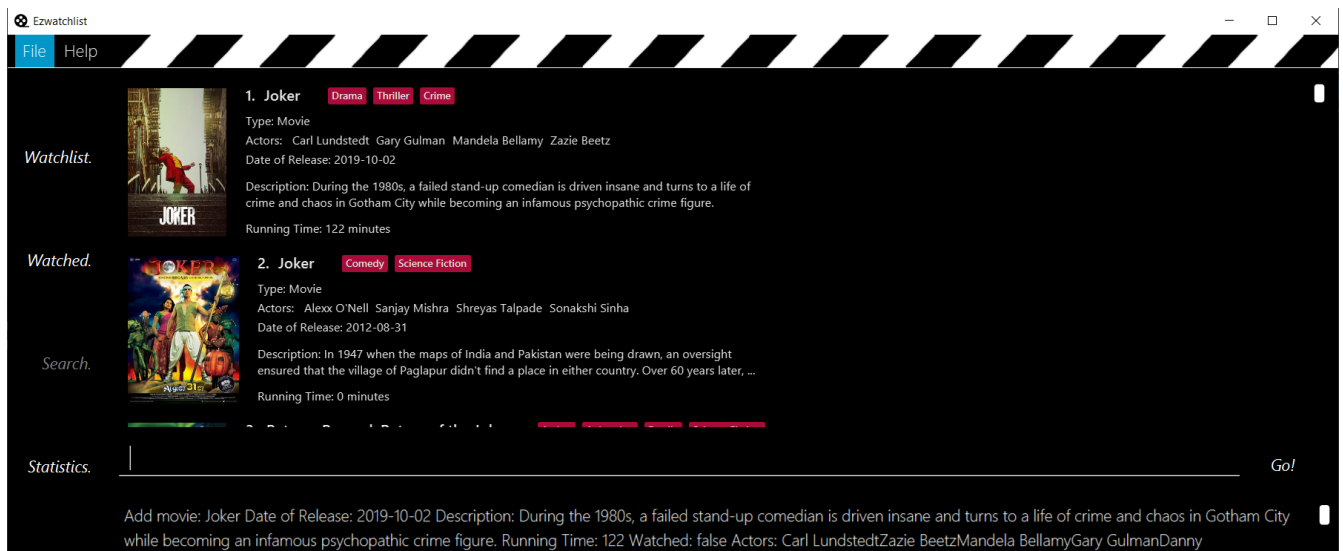 Ezwatchlist
File Help
1. Joker Drama Thriller Crime
Type: Movie
Actors: Carl Lundstedt Gary Gulman Mandela Bellamy Zazie Beetz
Watchlist.
Date of Release: 2019-10-02
Description: During the 1980s, a failed stand-up comedian is driven insane and turns to a life of
crime and chaos in Gotham City while becoming an infamous psychopathic crime figure.
JOKER
Running Time: 122 minutes
Watched.
JOKER
2. Joker Comedy Science Fiction
Type: Movie
Actors: Alexx O'Nell Sanjay Mishra Shreyas Talpade Sonakshi Sinha
Date of Release: 2012-08-31
Search.
Description: In 1947 when the maps of India and Pakistan were being drawn, an oversight
ensured that the village of Paglapur didn't find a place in either country. Over 60 years later, ...
Running Time: 0 minutes
Statistics.
Go!
Add movie: Joker Date of Release: 2019-10-02 Description: During the 1980s, a failed stand-up comedian is driven insane and turns to a life of crime and chaos in Gotham City
while becoming an infamous psychopathic crime figure. Running Time: 122 Watched: false Actors: Carl LundstedtZazie BeetzMandela BellamyGary GulmanDanny